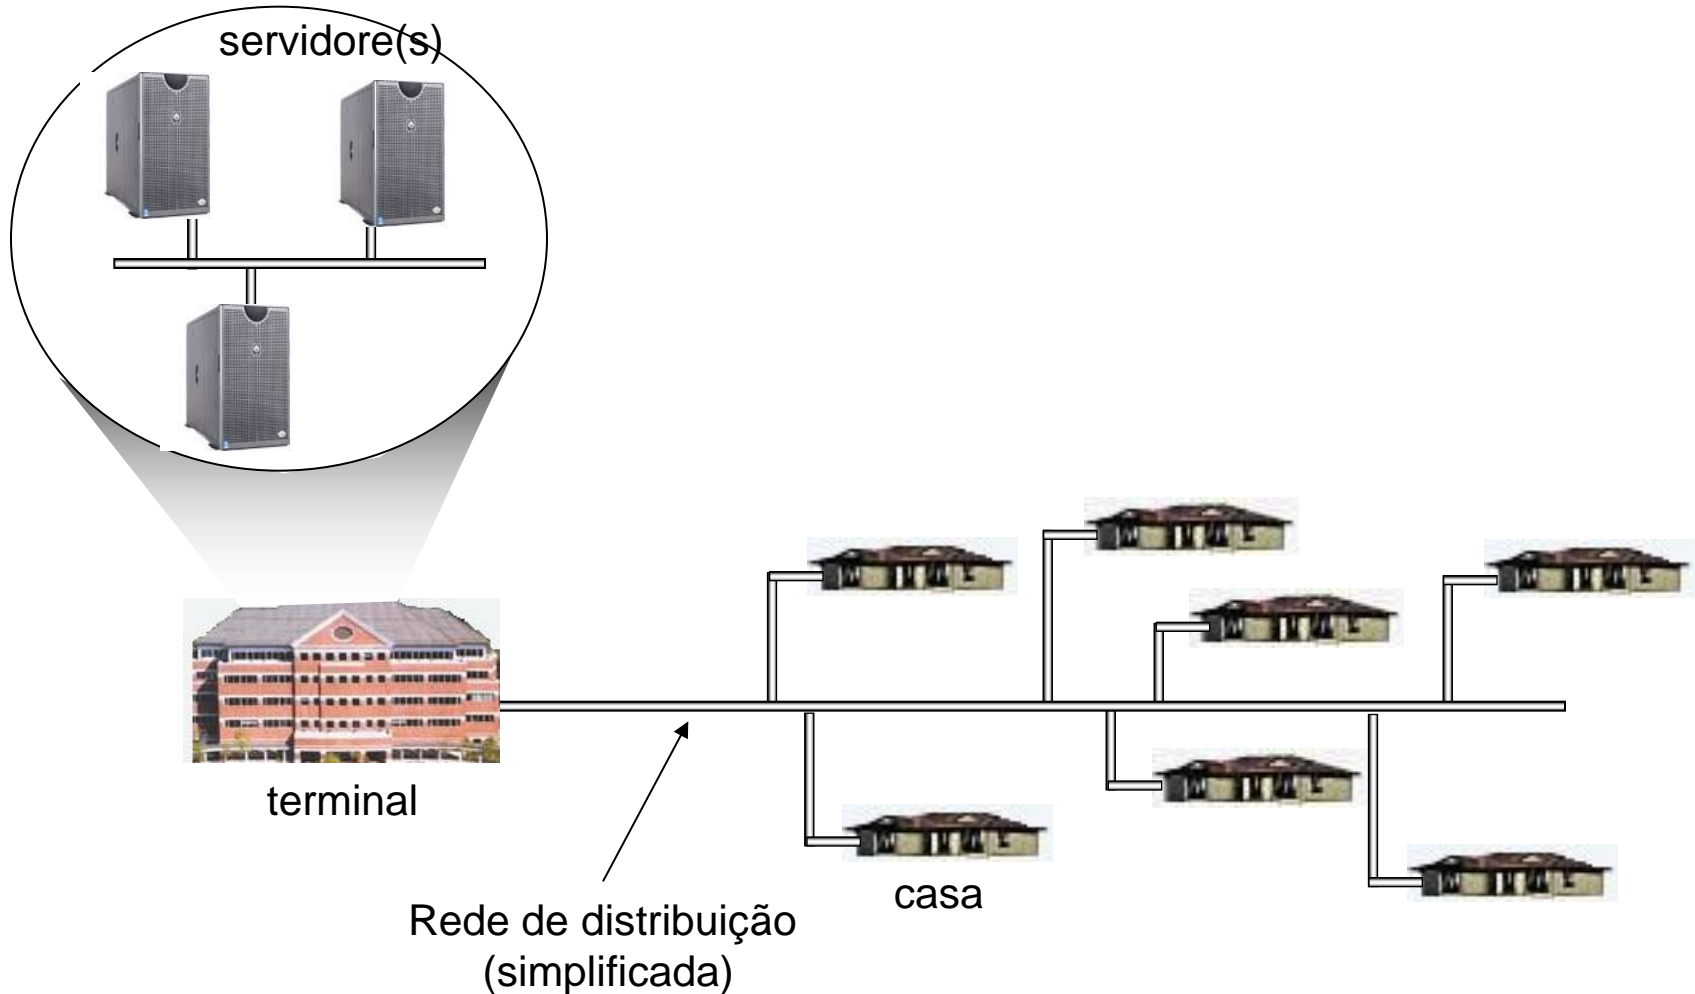 servidore(s)
terminal
casa
Rede de distribuição
(simplificada)